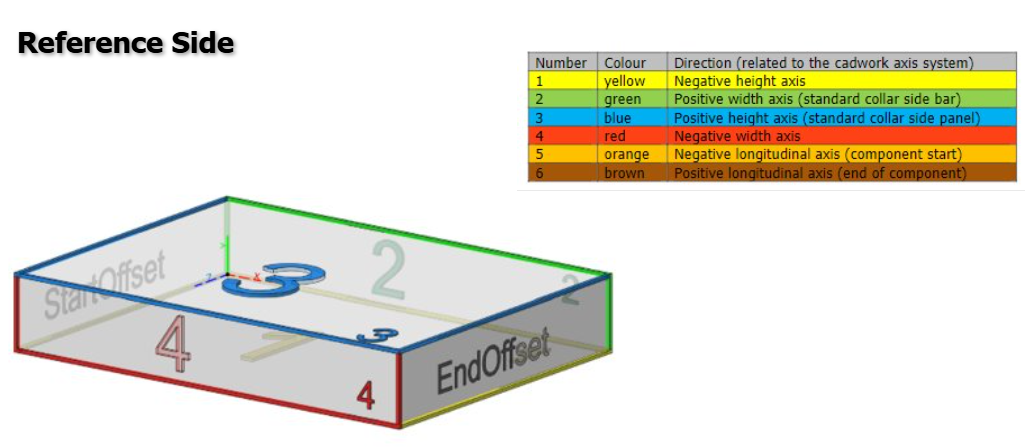 Reference Side
Number Colour Direction (related to the cadwork axis system)
1 yellow Negative height axis
2 green Positive width axis (standard collar side bar)
3 blue Positive height axis (standard collar side panel)
4 red Negative width axis
5 orange Negative longitudinal axis (component start)
6 brown Positive longitudinal axis (end of component)
2
StartOffset
3
2
4
1
3
EndOffset
4